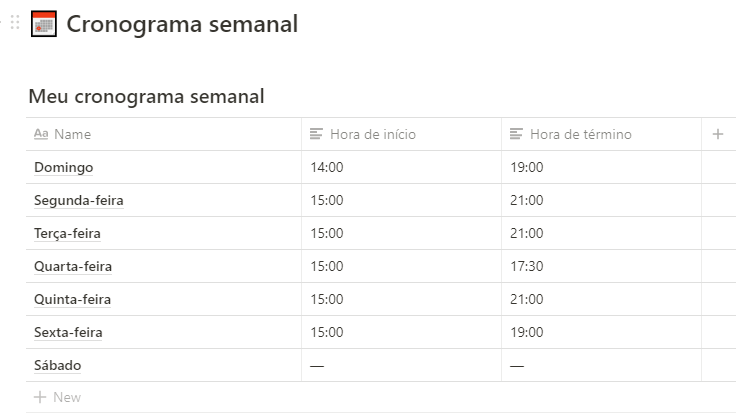 Cronograma semanal
Meu cronograma semanal
Aa Name Hora de início Hora de término +
Domingo 14:00 19:00
Segunda-feira 15:00 21:00
Terça-feira 15:00 21:00
Quarta-feira 15:00 17:30
Quinta-feira 15:00 21:00
Sexta-feira 15:00 19:00
Sábado — —
+ New